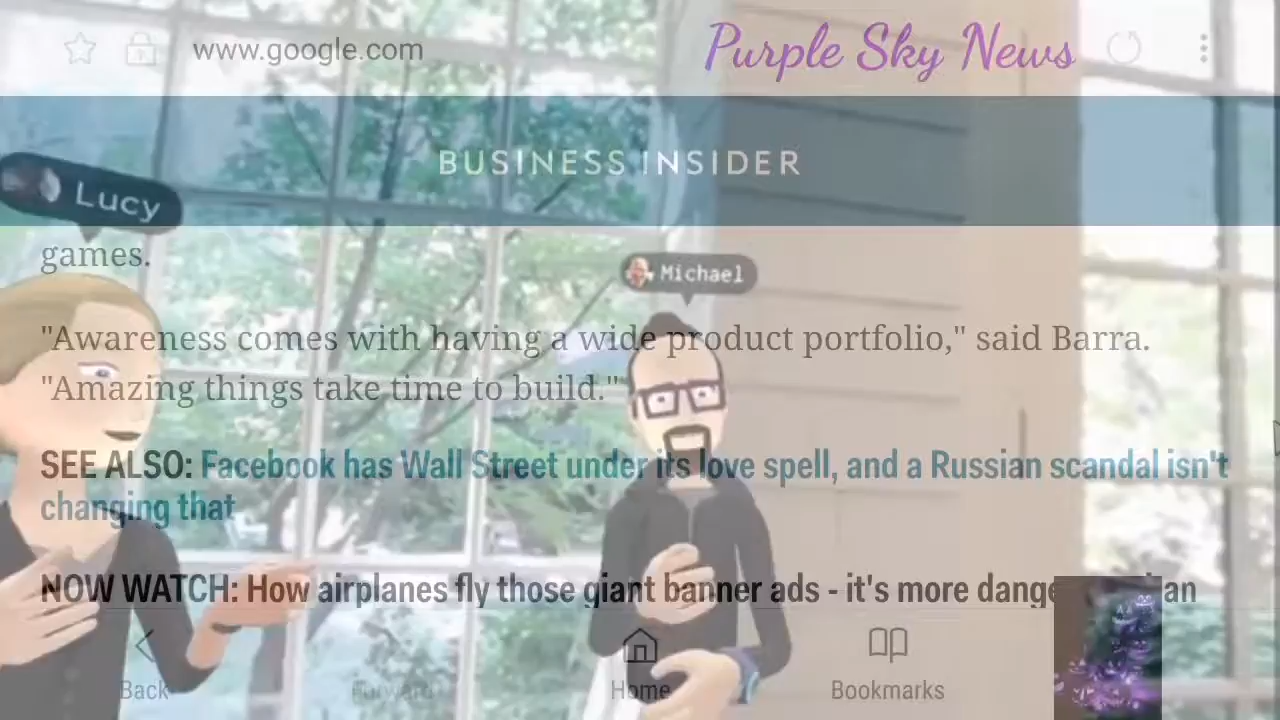 www.google.com
Purple Sky News
BUSINESS INSIDER
Lucy
games.
Michael
"Awareness comes with having a wide product portfolio," said Barra.
"Amazing things take time to build."
SEE ALSO: Facebook has Wall Street under its love spell, and a Russian scandal isn't
changing that
NOW WATCH: How airplanes fly those giant banner ads - it's more
Back
Forward
Home
Bookmarks